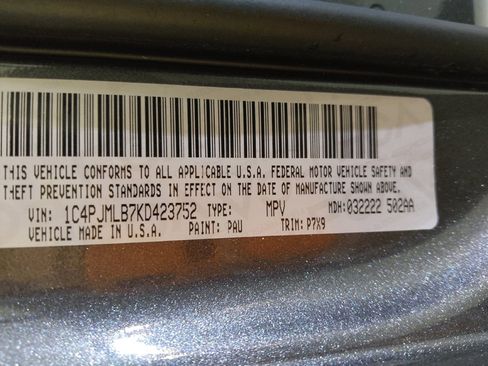 THIS VEHICLE CONFORMS TO ALL APPLICABLE U.S.A. FEDERAL MOTOR VEHICLE SAFETY AND
THEFT PREVENTION STANDARDS IN EFFECT ON THE DATE OF MANUFACTURE SHOWN ABOVE.
VIN: 1C4PJMLB7KD423752 TYPE: MPV MDH: 032222 502AA
VEHICLE MADE IN U.S.A. PAINT: PAU TRIM: P7X9